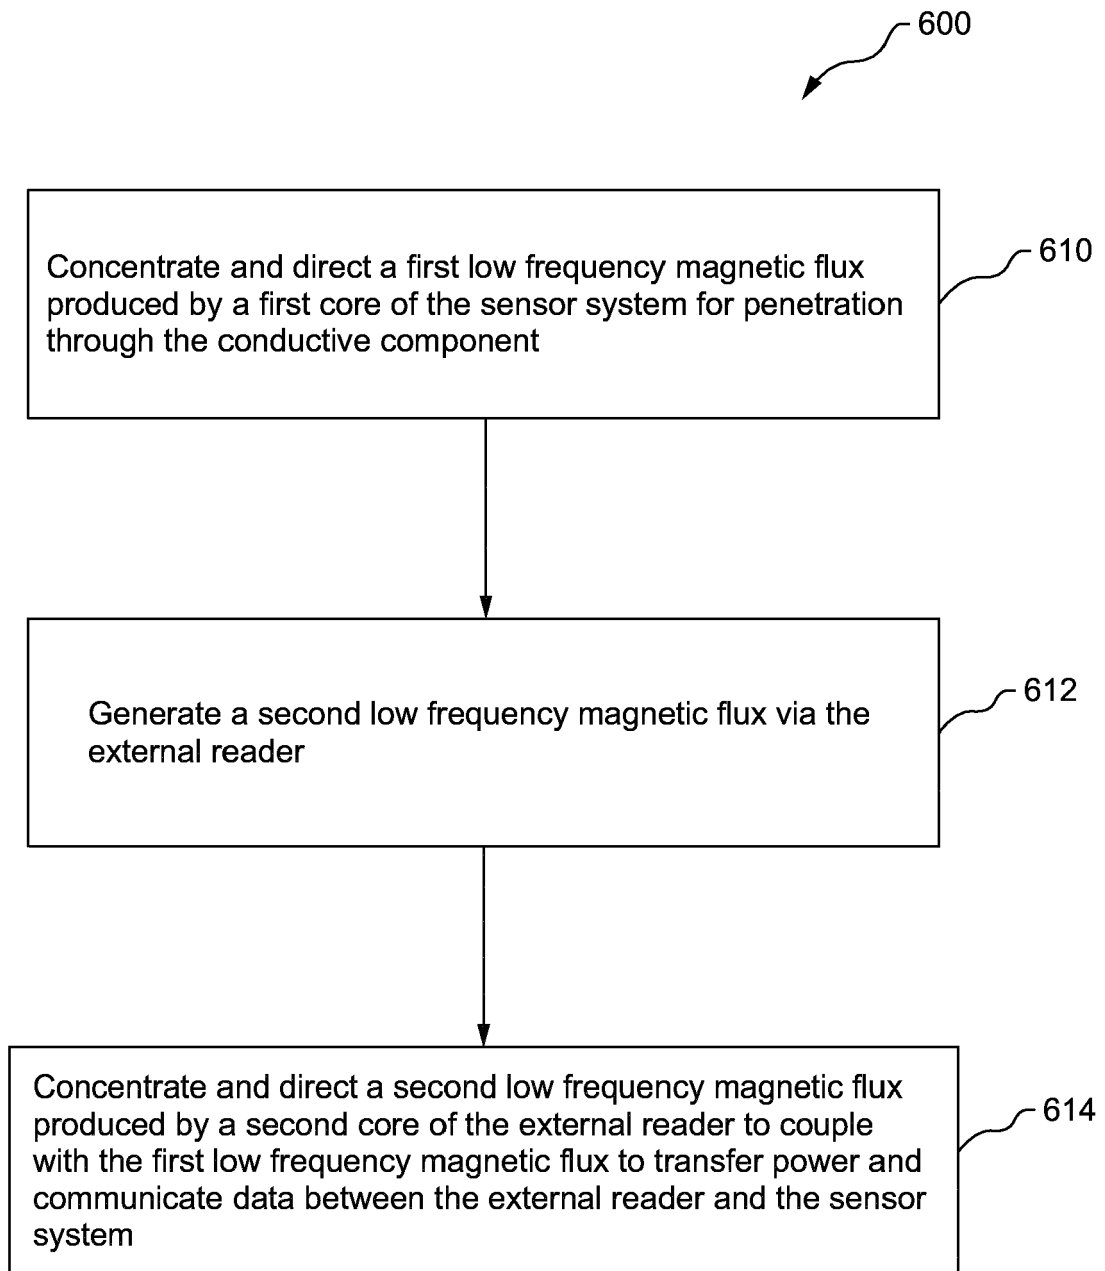 600
Concentrate and direct a first low frequency magnetic flux
produced by a first core of the sensor system for penetration
through the conductive component
610
Generate a second low frequency magnetic flux via the
external reader
612
Concentrate and direct a second low frequency magnetic flux
produced by a second core of the external reader to couple
with the first low frequency magnetic flux to transfer power and
communicate data between the external reader and the sensor
system
614